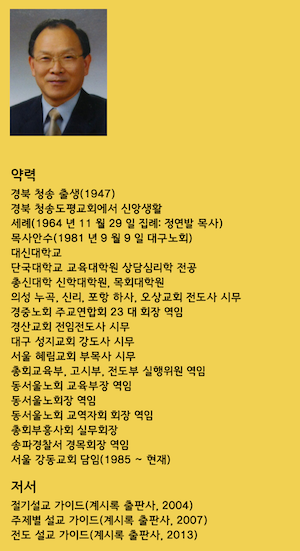 약력
경북 청송 출생(1947)
경북 청송도평교회에서 신앙생활
세례(1964 년 11 월 29 일 집례: 정연발 목사)
목사안수(1981 년 9 월 9 일 대구노회)
대신대학교
단국대학교 교육대학원 상담심리학 전공
총신대학 신학대학원, 목회대학원
의성 누곡, 신리, 포항 하사, 오상교회 전도사 시무
경중노회 주교연합회 23 대 회장 역임
경산교회 전임전도사 시무
대구 성지교회 강도사 시무
서울 혜림교회 부목사 시무
총회교육부, 고시부, 전도부 실행위원 역임
동서울노회 교육부장 역임
동서울노회장 역임
동서울노회 교역자회 회장 역임
총회부흥사회 실무회장
송파경찰서 경목회장 역임
서울 강동교회 담임(1985 ~ 현재)
저서
절기설교 가이드(계시록 출판사, 2004)
주제별 설교 가이드(계시록 출판사, 2007)
전도 설교 가이드(계시록 출판사, 2013)